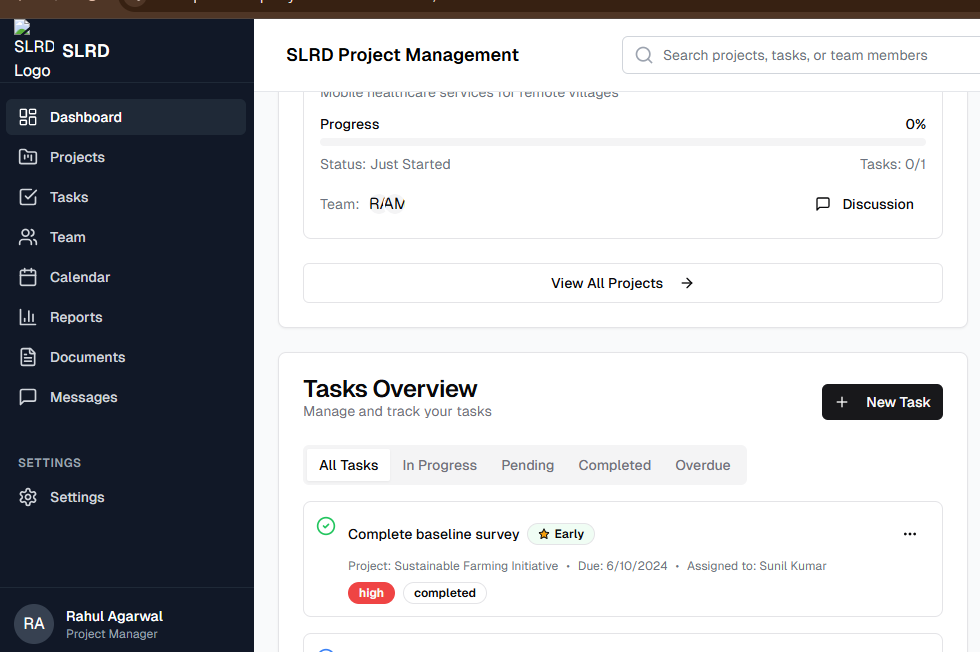 SLRD
Logo
SLRD
Dashboard
Projects
Tasks
Team
Calendar
Reports
Documents
Messages
SETTINGS
Settings
RA
Rahul Agarwal
Project Manager
SLRD Project Management
Search projects, tasks, or team members
Mobile healthcare services for remote villages
Progress 0%
Status: Just Started Tasks: 0/1
Team: Discussion
View All Projects
Tasks Overview
Manage and track your tasks
New Task
All Tasks In Progress Pending Completed Overdue
Complete baseline survey Early
Project: Sustainable Farming Initiative • Due: 6/10/2024 • Assigned to: Sunil Kumar
high completed